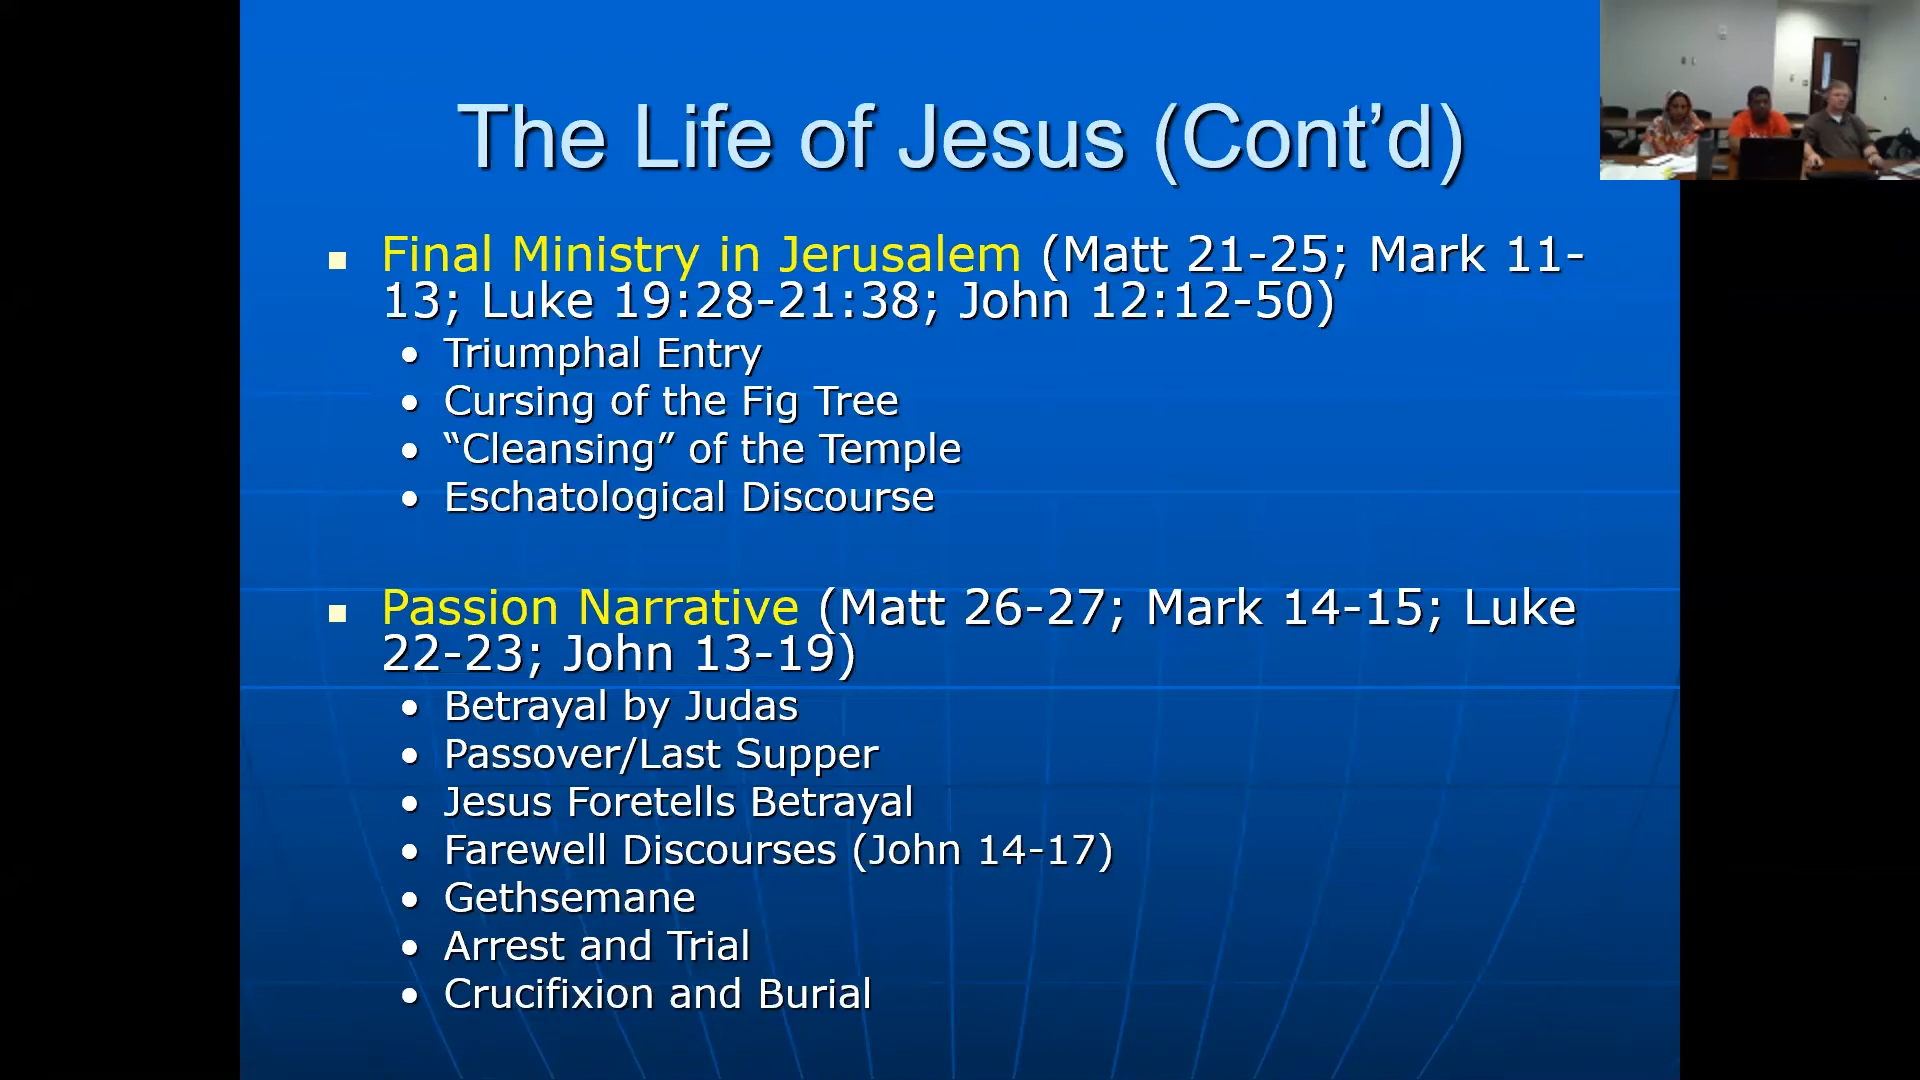 The Life of Jesus (Cont’d)
Final Ministry in Jerusalem (Matt 21-25; Mark 11-
13; Luke 19:28-21:38; John 12:12-50)
Triumphal Entry
Cursing of the Fig Tree
“Cleansing” of the Temple
Eschatological Discourse
Passion Narrative (Matt 26-27; Mark 14-15; Luke
22-23; John 13-19)
Betrayal by Judas
Passover/Last Supper
Jesus Foretells Betrayal
Farewell Discourses (John 14-17)
Gethsemane
Arrest and Trial
Crucifixion and Burial